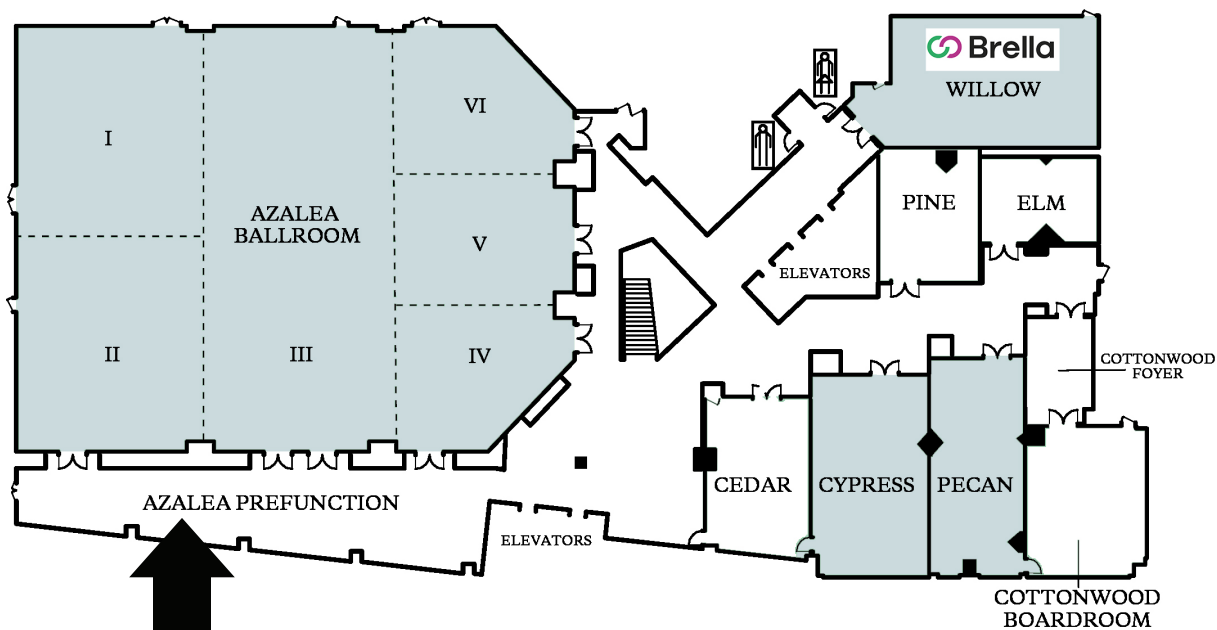 Brella
WILLOW
VI
I
AZALEA
BALLROOM
PINE
ELM
V
ELEVATORS
II
III
IV
COTTONWOOD
FOYER
CEDAR
CYPRESS
PECAN
AZALEA PREFUNCTION
ELEVATORS
COTTONWOOD
BOARDROOM